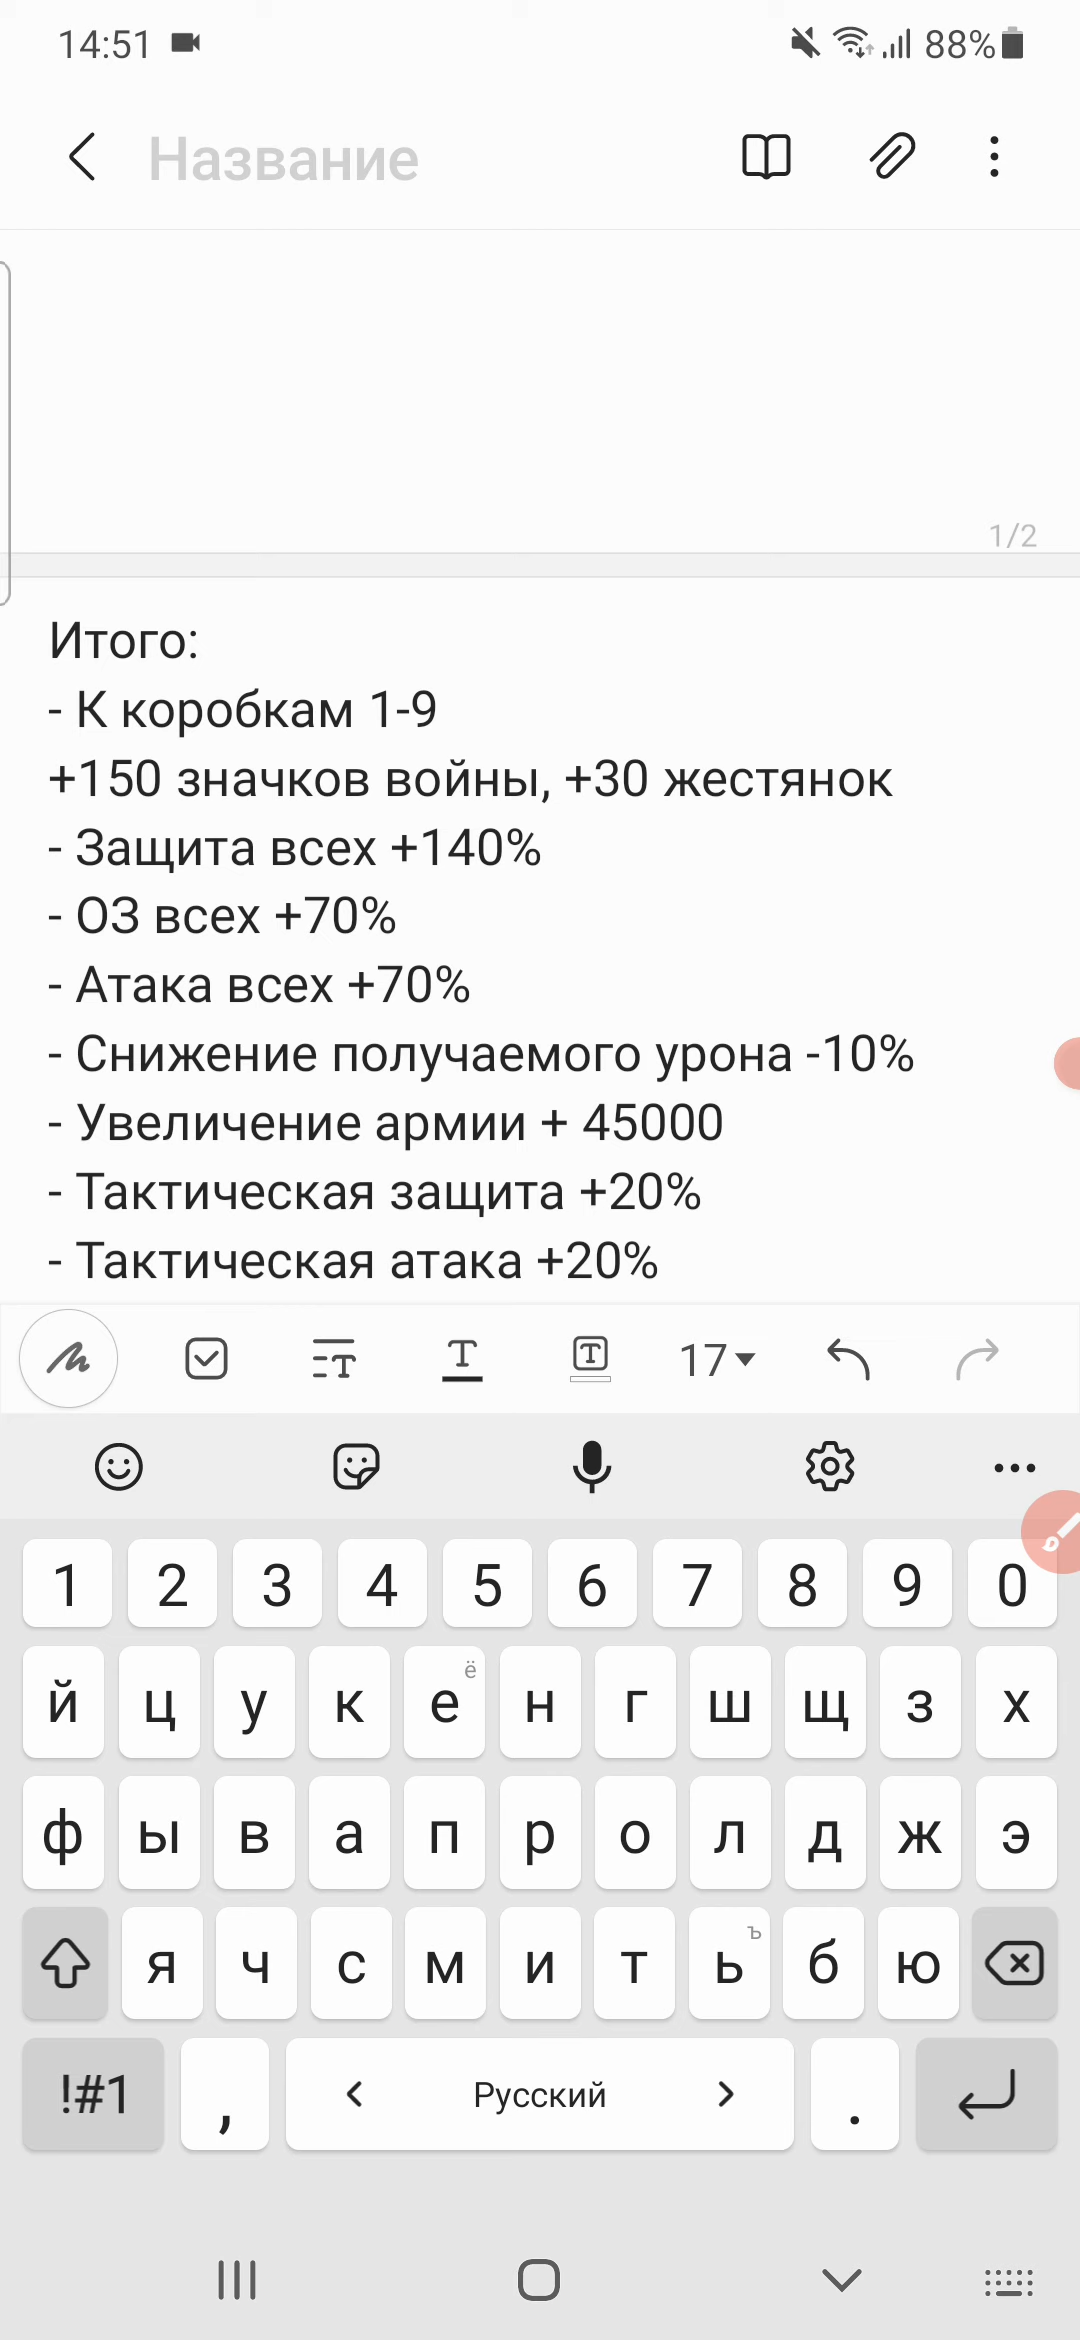 14:51
88%
Название
1/2
Итого:
- К коробкам 1-9
+150 значков войны, +30 жестянок
- Защита всех +140%
- ОЗ всех +70%
- Атака всех +70%
- Снижение получаемого урона -10%
- Увеличение армии + 45000
- Тактическая защита +20%
- Тактическая атака +20%
T T 17
1 2 3 4 5 6 7 8 9 0
й ц у к е ё н г ш щ з х
ф ы в а п р о л д ж э
я ч с м и т ь ъ б ю
!#1 , < Русский > .